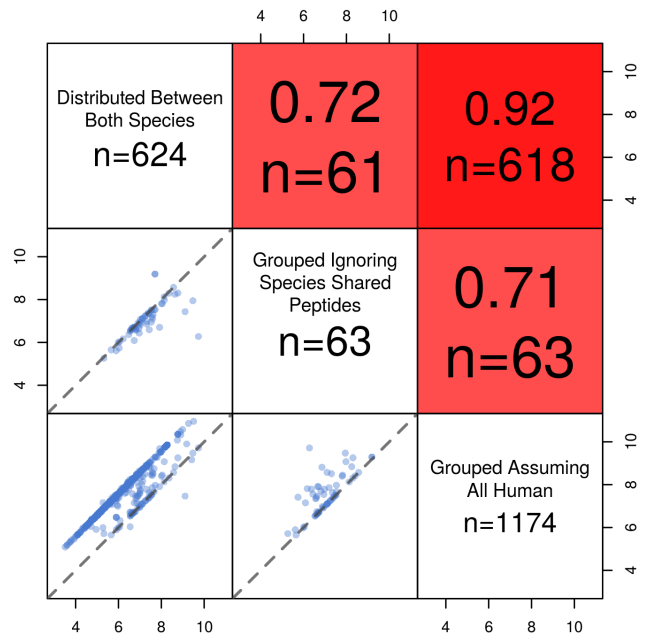 4 6 8 10
Distributed Between
Both Species
n=624
0.72
n=61
0.92
n=618
10
8
6
4
10
8
6
4
Grouped Ignoring
Species Shared
Peptides
n=63
0.71
n=63
Grouped Assuming
All Human
n=1174
10
8
6
4
4 6 8 10
4 6 8 10